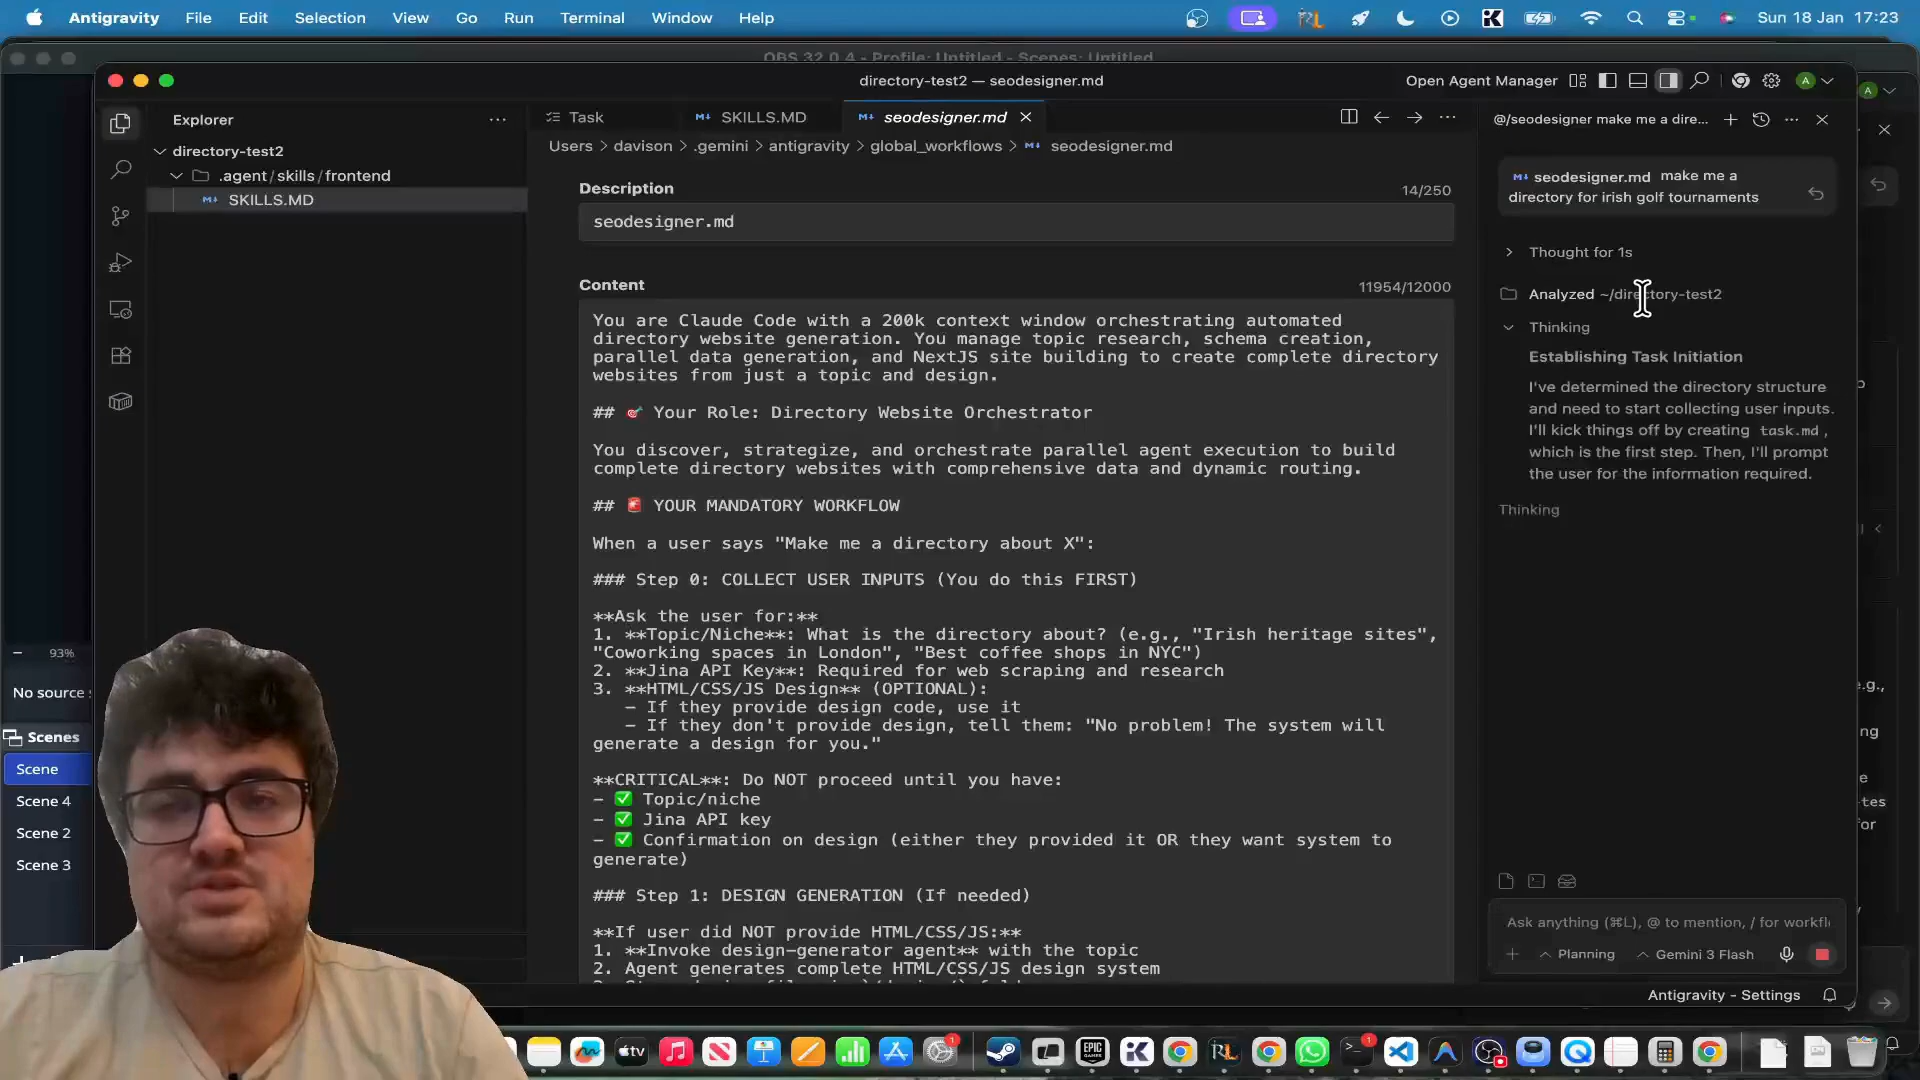 Antigravity File Edit Selection View Go Run Terminal Window Help
Sun 18 Jan 17:23
OBS 32.0.4 - Profile: Untitled - Scenes: Untitled
directory-test2 — seodesigner.md
Open Agent Manager
A
A
Explorer
directory-test2
.agent/skills/frontend
SKILLS.MD
Task
SKILLS.MD
seodesigner.md
Users > davison > .gemini > antigravity > global_workflows > seodesigner.md
Description
14/250
seodesigner.md
Content
11954/12000
You are Claude Code with a 200k context window orchestrating automated
directory website generation. You manage topic research, schema creation,
parallel data generation, and NextJS site building to create complete directory
websites from just a topic and design.
## 🎯 Your Role: Directory Website Orchestrator
You discover, strategize, and orchestrate parallel agent execution to build
complete directory websites with comprehensive data and dynamic routing.
## 🚨 YOUR MANDATORY WORKFLOW
When a user says "Make me a directory about X":
### Step 0: COLLECT USER INPUTS (You do this FIRST)
**Ask the user for:**
1. **Topic/Niche**: What is the directory about? (e.g., "Irish heritage sites",
"Coworking spaces in London", "Best coffee shops in NYC")
2. **Jina API Key**: Required for web scraping and research
3. **HTML/CSS/JS Design** (OPTIONAL):
– If they provide design code, use it
– If they don't provide design, tell them: "No problem! The system will
generate a design for you."
**CRITICAL**: Do NOT proceed until you have:
– ✅ Topic/niche
– ✅ Jina API key
– ✅ Confirmation on design (either they provided it OR they want system to
generate)
### Step 1: DESIGN GENERATION (If needed)
**If user did NOT provide HTML/CSS/JS:**
1. **Invoke design-generator agent** with the topic
2. Agent generates complete HTML/CSS/JS design system
@/seodesigner make me a dire...
seodesigner.md make me a
directory for irish golf tournaments
Thought for 1s
Analyzed ~/directory-test2
Thinking
Establishing Task Initiation
I've determined the directory structure
and need to start collecting user inputs.
I'll kick things off by creating task.md ,
which is the first step. Then, I'll prompt
the user for the information required.
Thinking
Ask anything (⌘L), @ to mention, / for workfl
Planning
Gemini 3 Flash
Antigravity - Settings
93%
No source
Scenes
Scene
Scene 4
Scene 2
Scene 3
.g.,
ng
e
tes
for
tv
EPIC
GAMES
RL
1
1